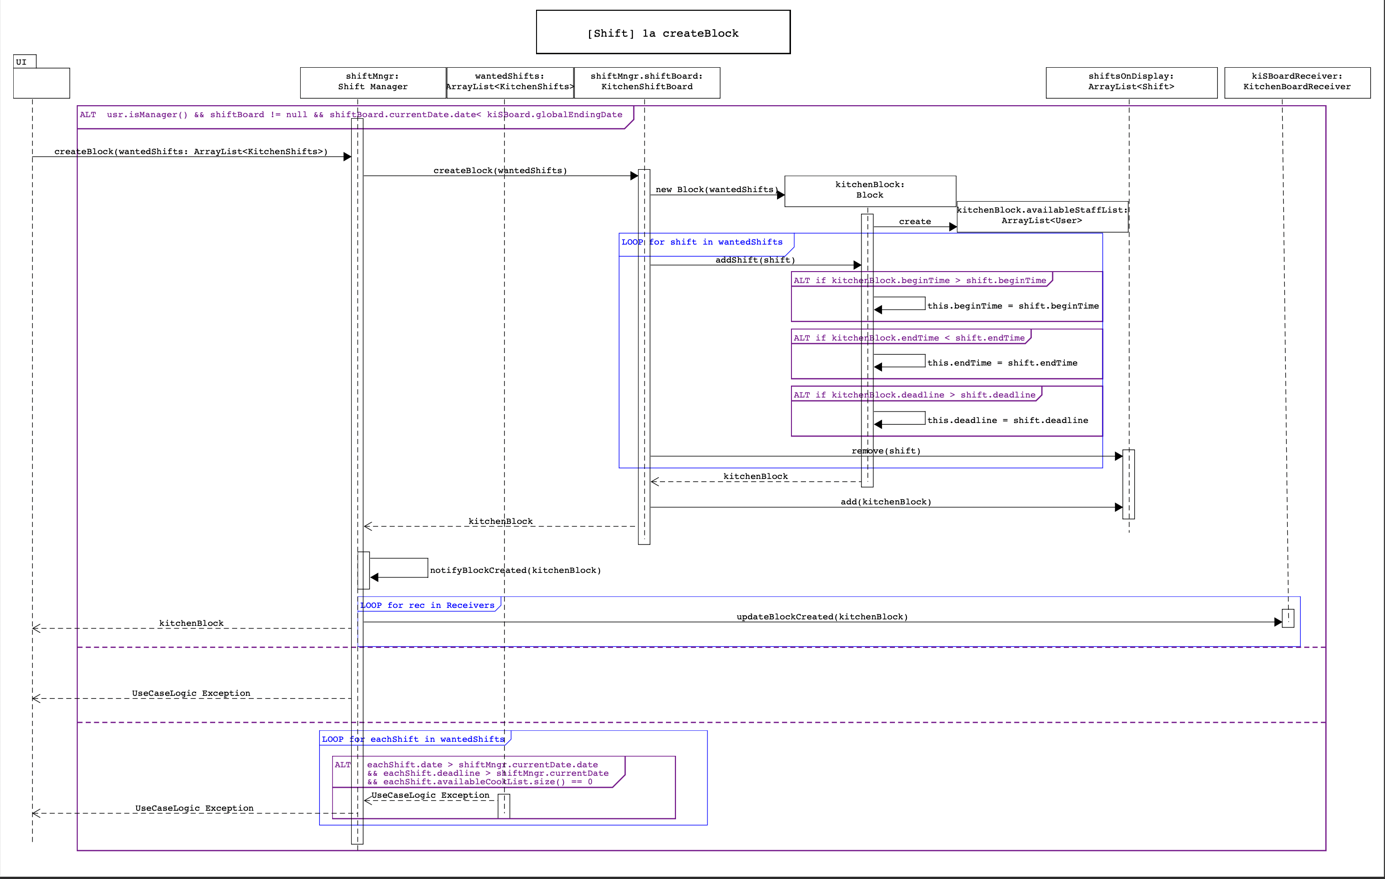 [Shift] 1a createBlock
UI
shiftMngr:
Shift Manager
wantedShifts:
ArrayList<KitchenShifts>
shiftMngr.shiftBoard:
KitchenShiftBoard
shiftsOnDisplay:
ArrayList<Shift>
kiSBoardReceiver:
KitchenBoardReceiver
ALT usr.isManager() && shiftBoard != null && shiftBoard.currentDate.date< kiSBoard.globalEndingDate
createBlock(wantedShifts: ArrayList<KitchenShifts>)
createBlock(wantedShifts)
new Block(wantedShifts)
kitchenBlock:
Block
create
kitchenBlock.availableStaffList:
ArrayList<User>
LOOP for shift in wantedShifts
addShift(shift)
ALT if kitchenBlock.beginTime > shift.beginTime
this.beginTime = shift.beginTime
ALT if kitchenBlock.endTime < shift.endTime
this.endTime = shift.endTime
ALT if kitchenBlock.deadline > shift.deadline
this.deadline = shift.deadline
remove(shift)
kitchenBlock
add(kitchenBlock)
kitchenBlock
notifyBlockCreated(kitchenBlock)
LOOP for rec in Receivers
updateBlockCreated(kitchenBlock)
kitchenBlock
UseCaseLogic Exception
LOOP for eachShift in wantedShifts
ALT eachShift.date > shiftMngr.currentDate.date
&& eachShift.deadline > shiftMngr.currentDate
&& eachShift.availableCookList.size() == 0
UseCaseLogic Exception
UseCaseLogic Exception